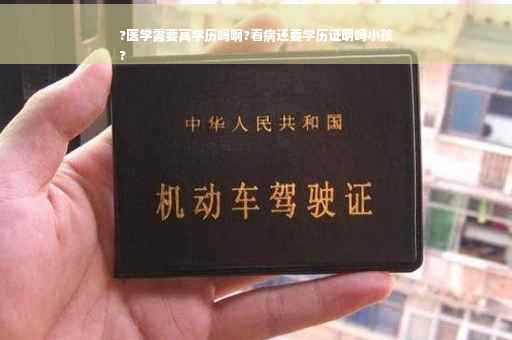 ?医学需要高学历吗啊?看病还要学历证明吗小孩
?
中华人民共和国
机动车驾驶证